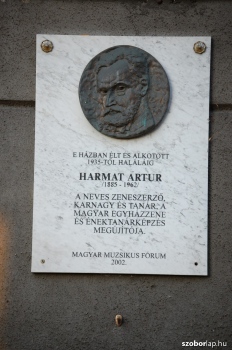 E HÁZBAN ÉLT ÉS ALKOTOTT
1935-TŐL HALÁLÁIG
HARMAT ARTUR
/1885 - 1962/
A NEVES ZENESZERZŐ,
KARNAGY ÉS TANÁR, A
MAGYAR EGYHÁZZENE
ÉS ÉNEKTANÁRKÉPZÉS
MEGÚJÍTÓJA.
MAGYAR MUZSIKUS FÓRUM
2002.
szoborlap.hu